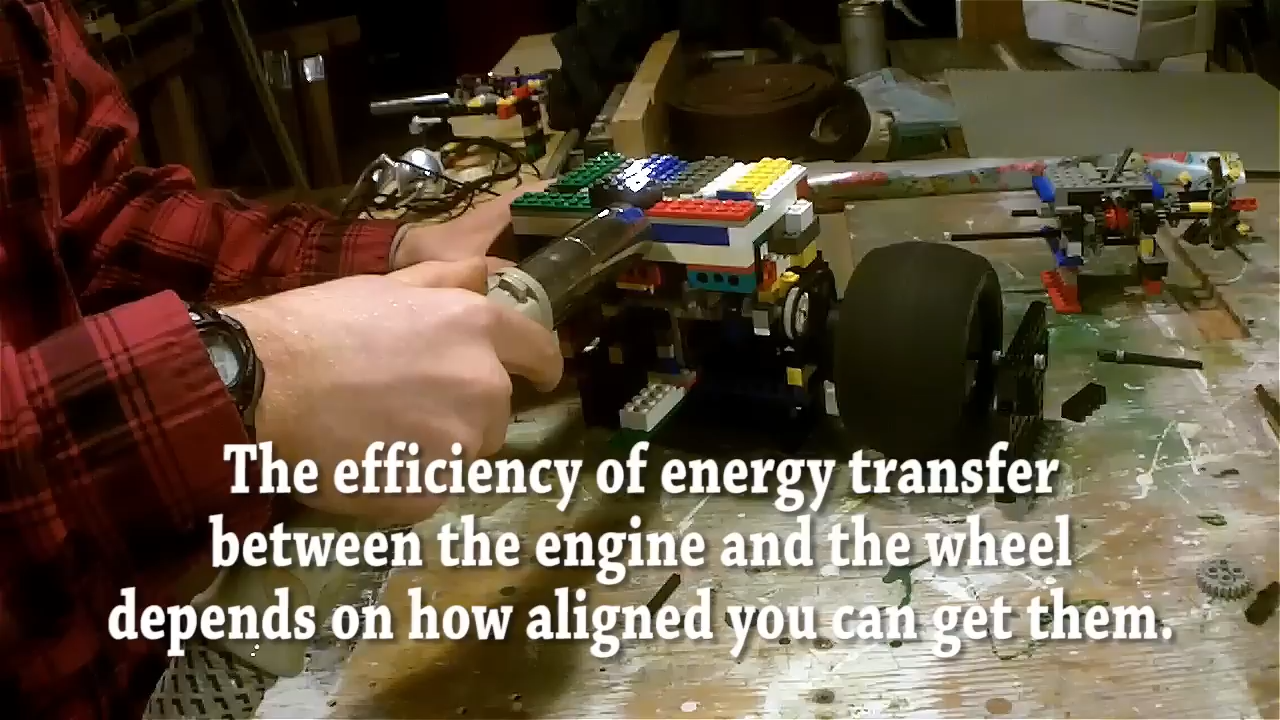 The efficiency of energy transfer
between the engine and the wheel
depends on how aligned you can get them.